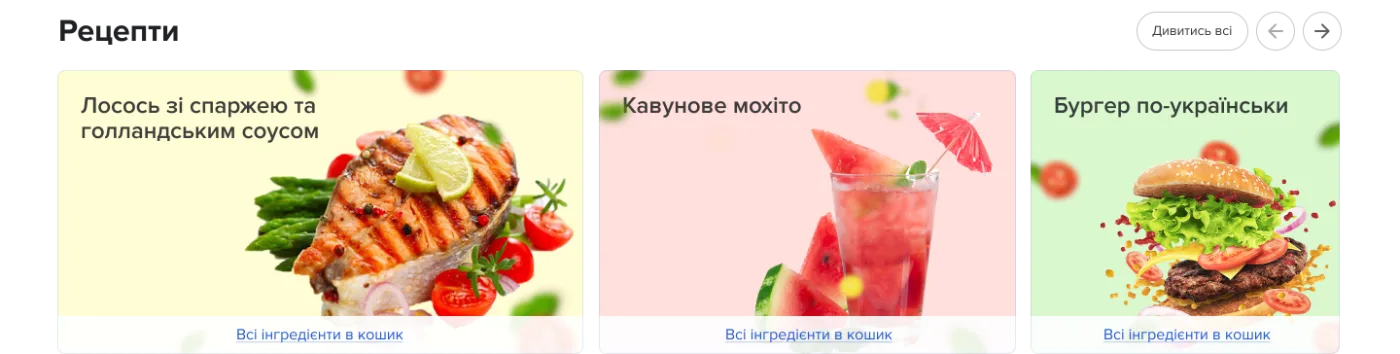 Рецепти
Дивитись всі
Лосось зі спаржею та
голландським соусом
Кавунове мохіто
Бургер по-українськи
Всі інгредієнти в кошик
Всі інгредієнти в кошик
Всі інгредієнти в кошик